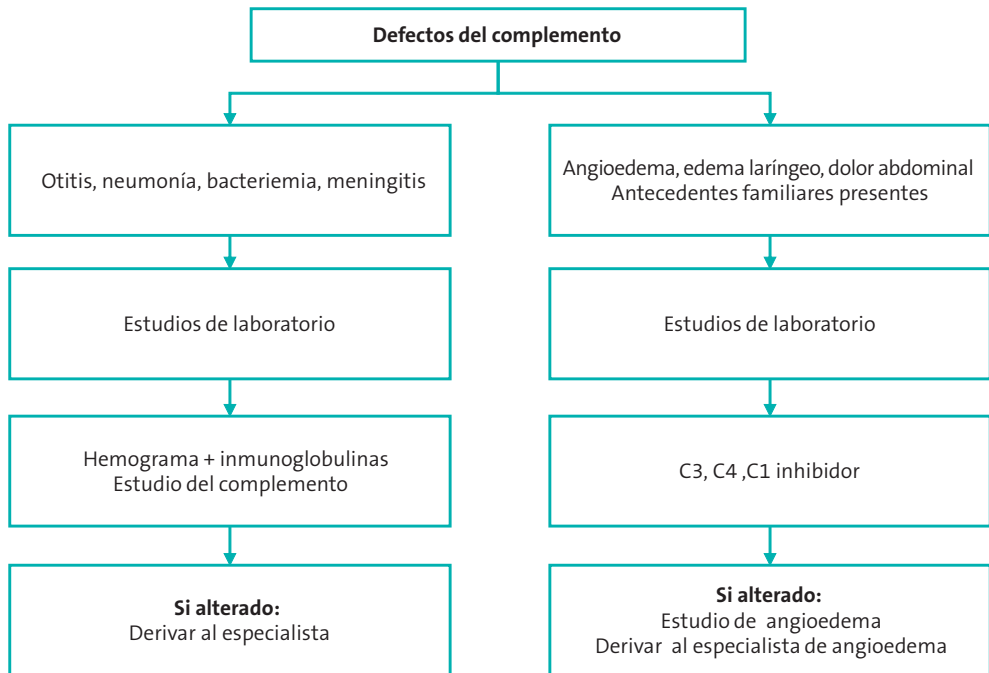 Defectos del complemento
Otitis, neumonía, bacteriemia, meningitis
Estudios de laboratorio
Hemograma + inmunoglobulinas
Estudio del complemento
Si alterado:
Derivar al especialista
Angioedema, edema laríngeo, dolor abdominal
Antecedentes familiares presentes
Estudios de laboratorio
C3, C4 ,C1 inhibidor
Si alterado:
Estudio de angioedema
Derivar al especialista de angioedema